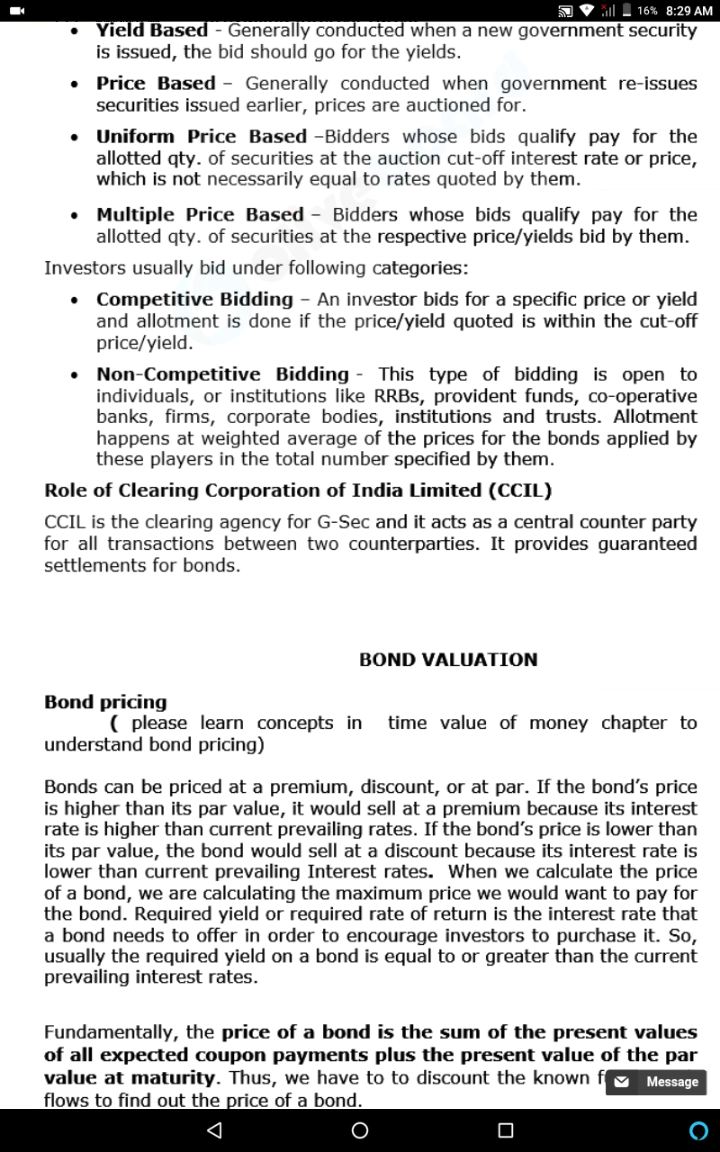 16% 8:29 AM
• Yield Based - Generally conducted when a new government security
is issued, the bid should go for the yields.
• Price Based – Generally conducted when government re-issues
securities issued earlier, prices are auctioned for.
• Uniform Price Based –Bidders whose bids qualify pay for the
allotted qty. of securities at the auction cut-off interest rate or price,
which is not necessarily equal to rates quoted by them.
• Multiple Price Based – Bidders whose bids qualify pay for the
allotted qty. of securities at the respective price/yields bid by them.
Investors usually bid under following categories:
• Competitive Bidding – An investor bids for a specific price or yield
and allotment is done if the price/yield quoted is within the cut-off
price/yield.
• Non-Competitive Bidding - This type of bidding is open to
individuals, or institutions like RRBs, provident funds, co-operative
banks, firms, corporate bodies, institutions and trusts. Allotment
happens at weighted average of the prices for the bonds applied by
these players in the total number specified by them.
Role of Clearing Corporation of India Limited (CCIL)
CCIL is the clearing agency for G-Sec and it acts as a central counter party
for all transactions between two counterparties. It provides guaranteed
settlements for bonds.
BOND VALUATION
Bond pricing
( please learn concepts in time value of money chapter to
understand bond pricing)
Bonds can be priced at a premium, discount, or at par. If the bond's price
is higher than its par value, it would sell at a premium because its interest
rate is higher than current prevailing rates. If the bond's price is lower than
its par value, the bond would sell at a discount because its interest rate is
lower than current prevailing Interest rates. When we calculate the price
of a bond, we are calculating the maximum price we would want to pay for
the bond. Required yield or required rate of return is the interest rate that
a bond needs to offer in order to encourage investors to purchase it. So,
usually the required yield on a bond is equal to or greater than the current
prevailing interest rates.
Fundamentally, the price of a bond is the sum of the present values
of all expected coupon payments plus the present value of the par
value at maturity. Thus, we have to to discount the known f Message
flows to find out the price of a bond.